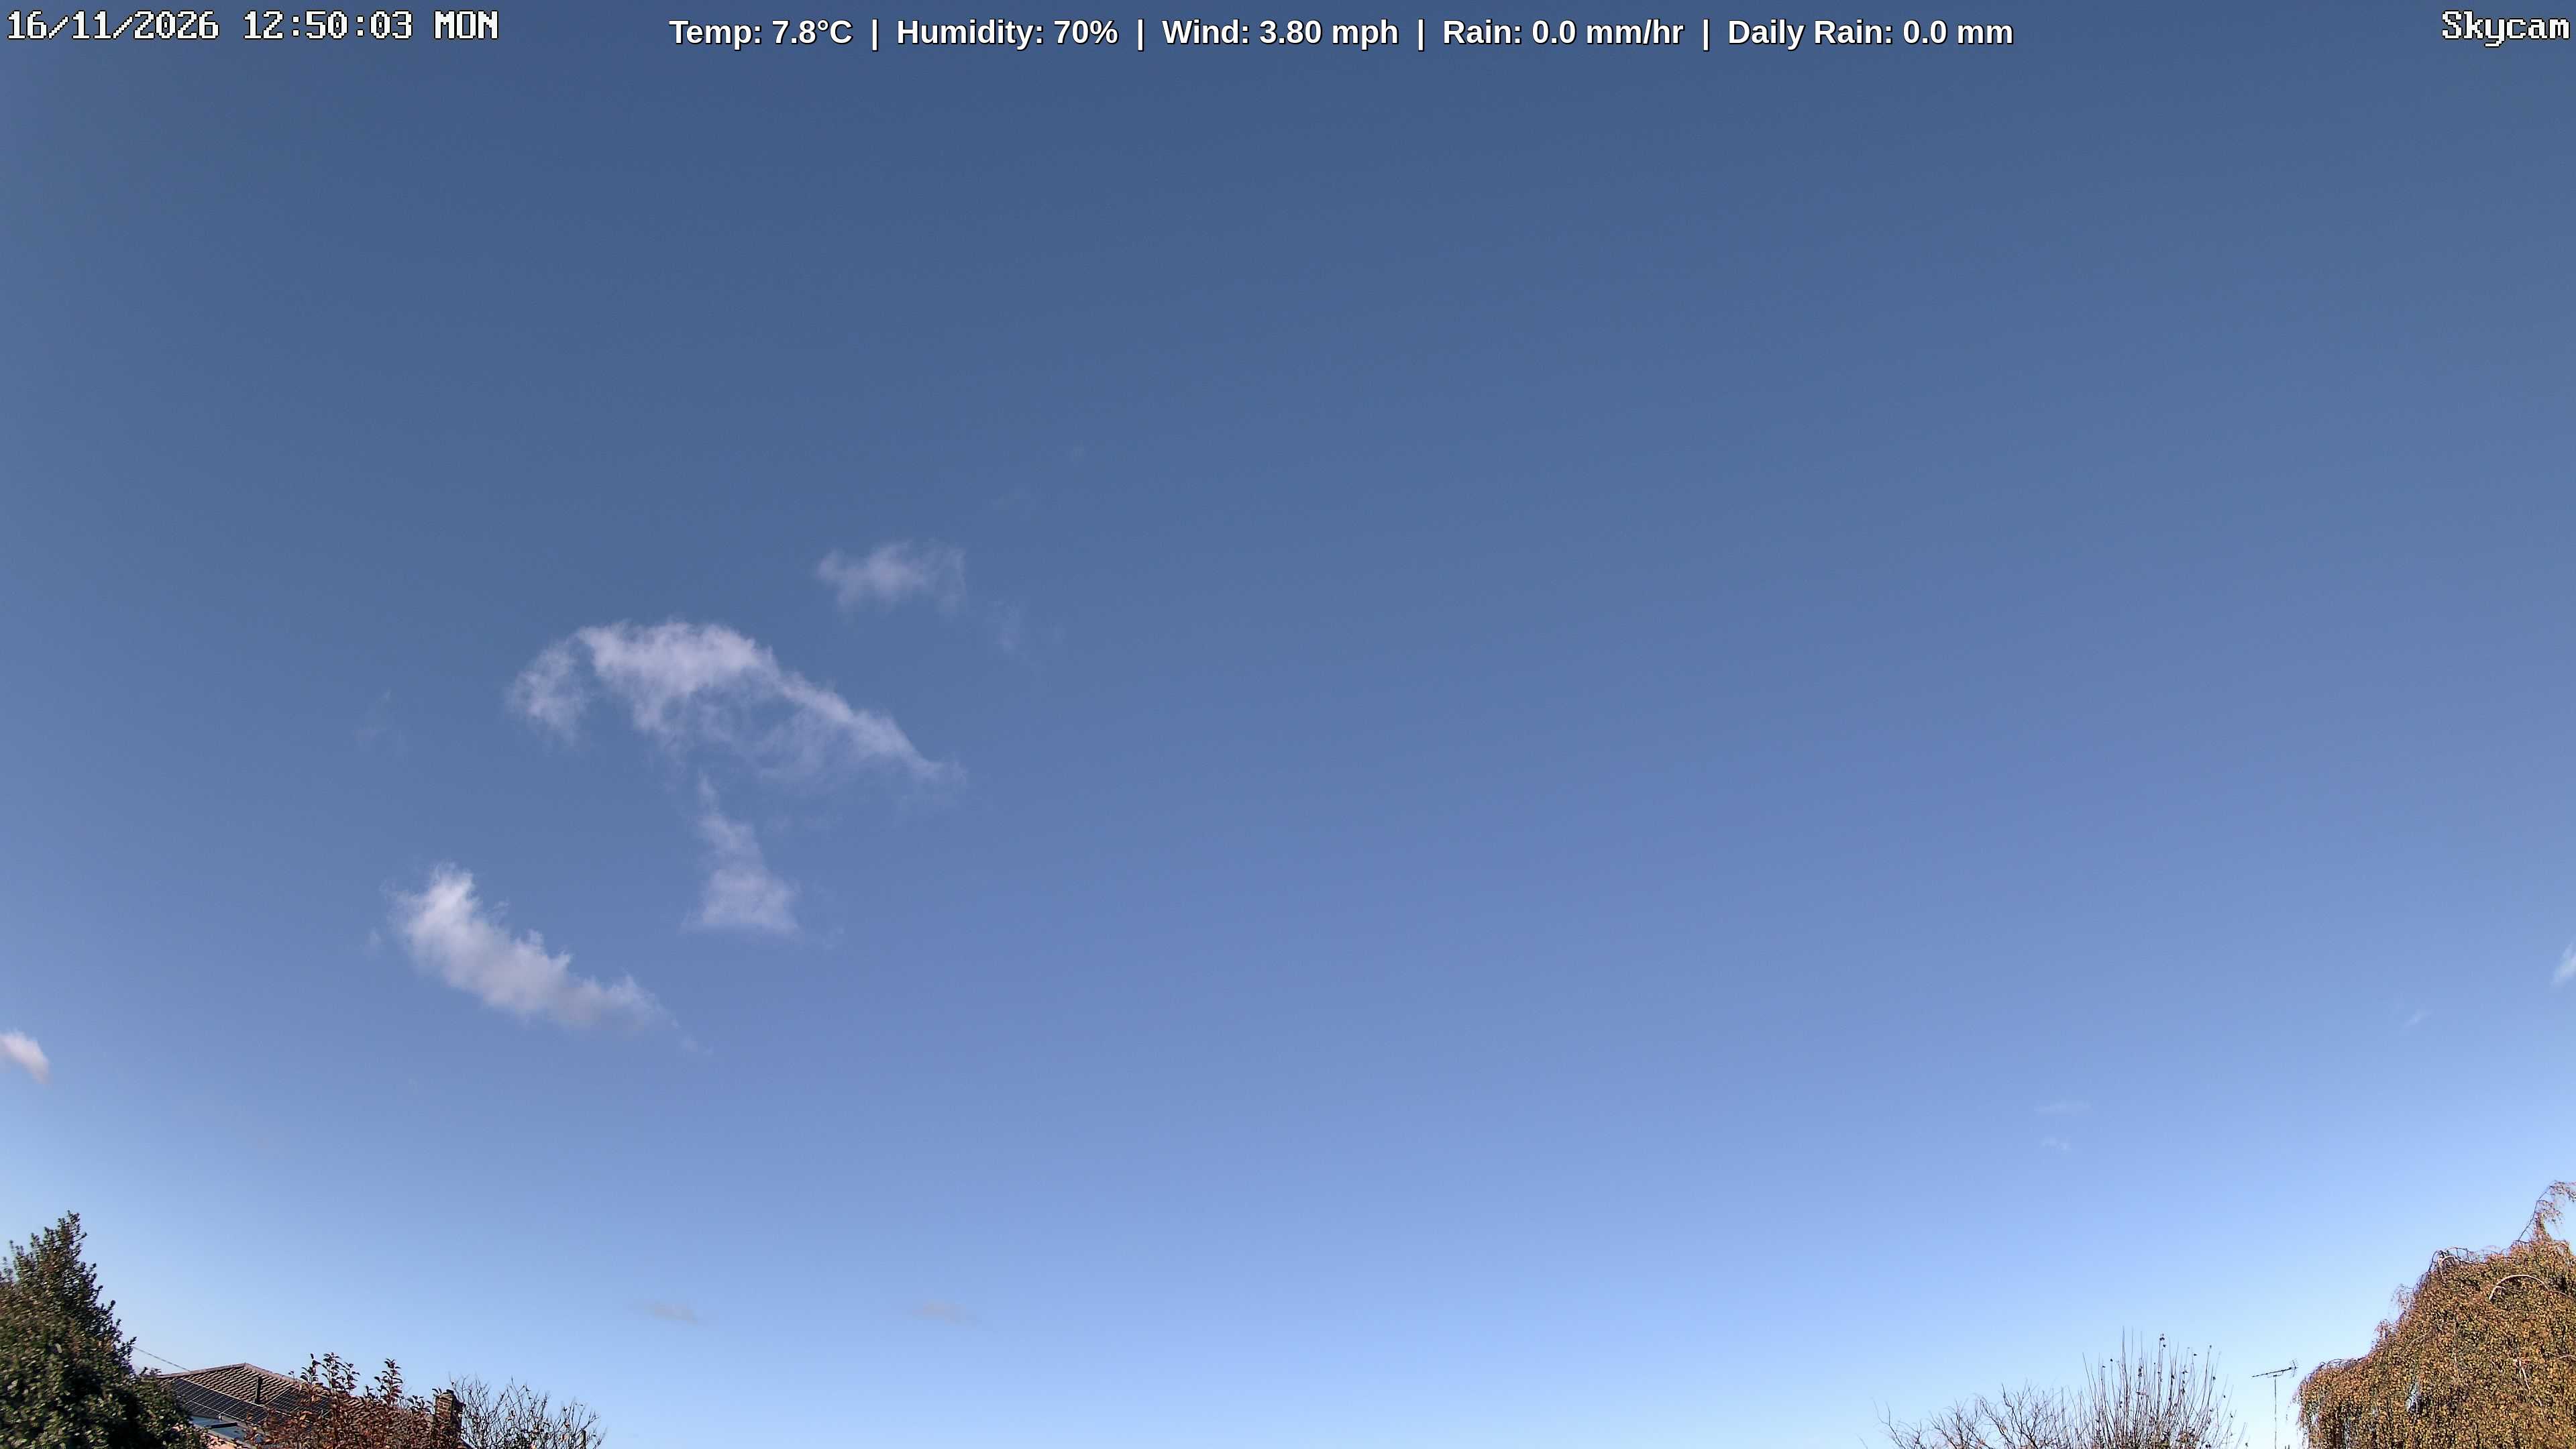 16/11/2026 12:50:03 MON
Temp: 7.8°C | Humidity: 70% | Wind: 3.80 mph | Rain: 0.0 mm/hr | Daily Rain: 0.0 mm
Skycam